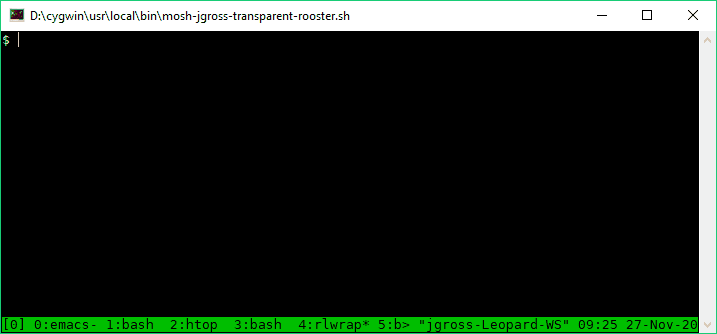 D:\cygwin\usr\local\bin\mosh-jgross-transparent-rooster.sh
$
[0] 0:emacs- 1:bash  2:htop  3:bash  4:rlwrap* 5:b> "jgross-Leopard-WS" 09:25 27-Nov-20